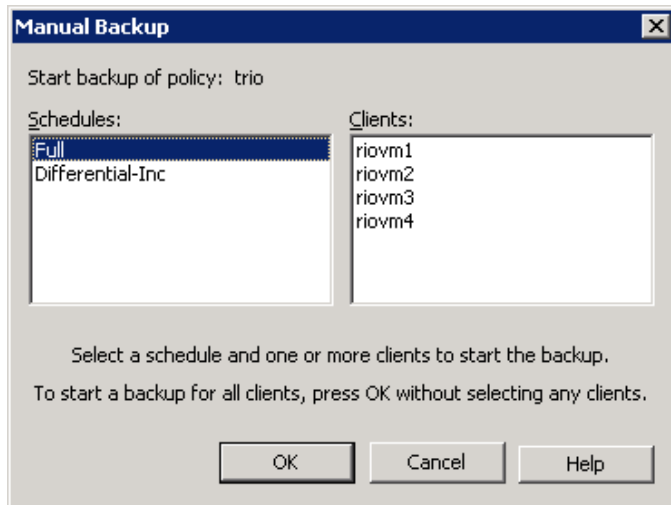 Manual Backup
Start backup of policy: trio
Schedules:
Full
Differential-Inc
Clients:
riovm1
riovm2
riovm3
riovm4
Select a schedule and one or more clients to start the backup.
To start a backup for all clients, press OK without selecting any clients.
OK
Cancel
Help